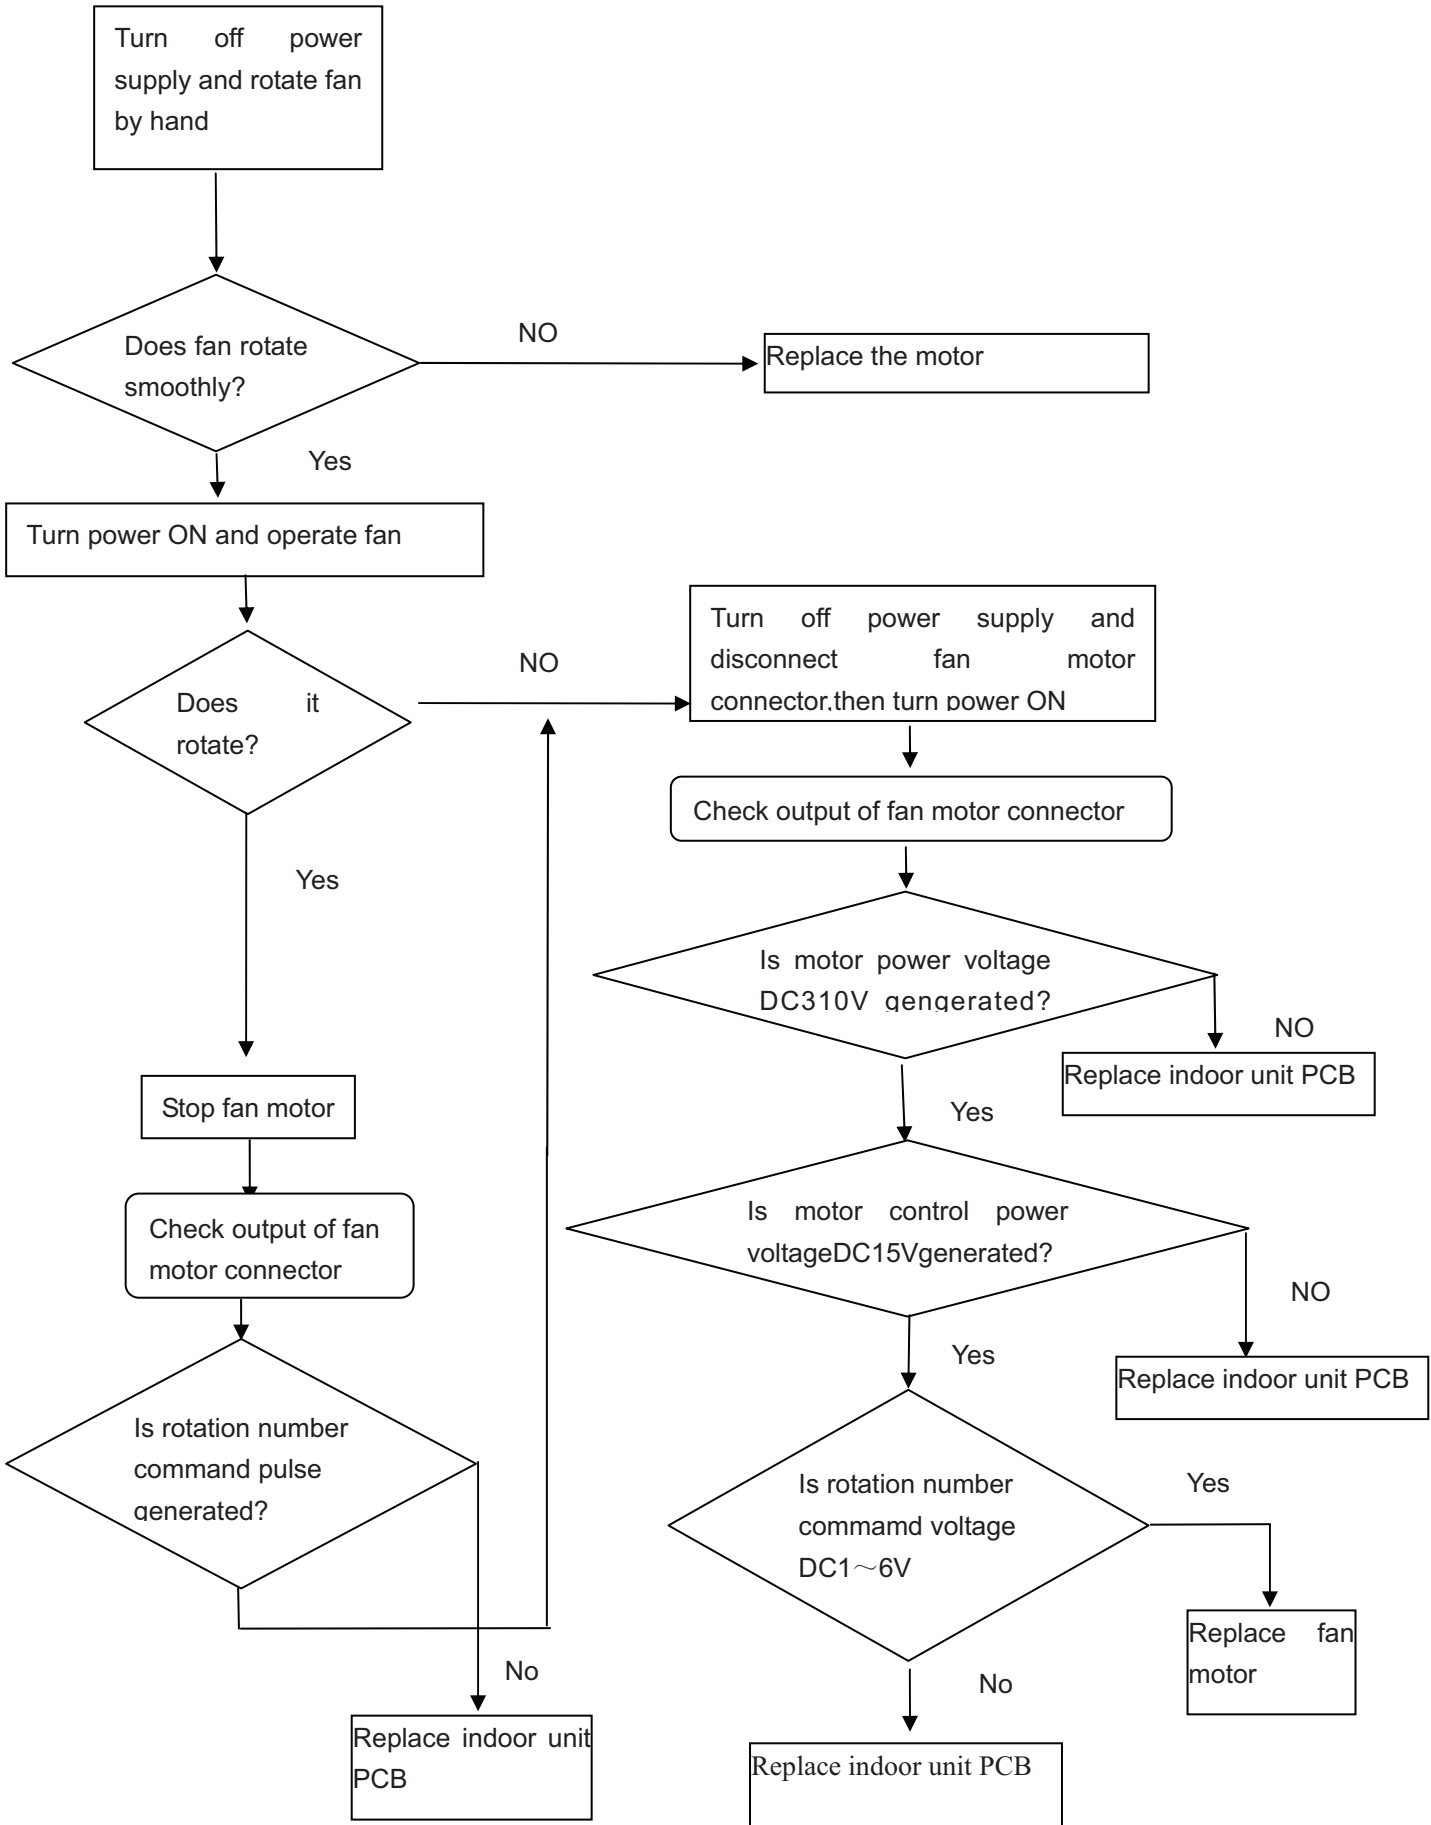 Turn off power
supply and rotate fan
by hand
Does fan rotate
smoothly?
NO
Replace the motor
Yes
Turn power ON and operate fan
Does it
rotate?
NO
Turn off power supply and
disconnect fan motor
connector,then turn power ON
Check output of fan motor connector
Yes
Is motor power voltage
DC310V gengerated?
NO
Replace indoor unit PCB
Stop fan motor
Yes
Check output of fan
motor connector
Is motor control power
voltageDC15Vgenerated?
NO
Yes
Replace indoor unit PCB
Is rotation number
command pulse
generated?
Is rotation number
commamd voltage
DC1～6V
Yes
Replace fan
motor
No
No
Replace indoor unit
PCB
Replace indoor unit PCB